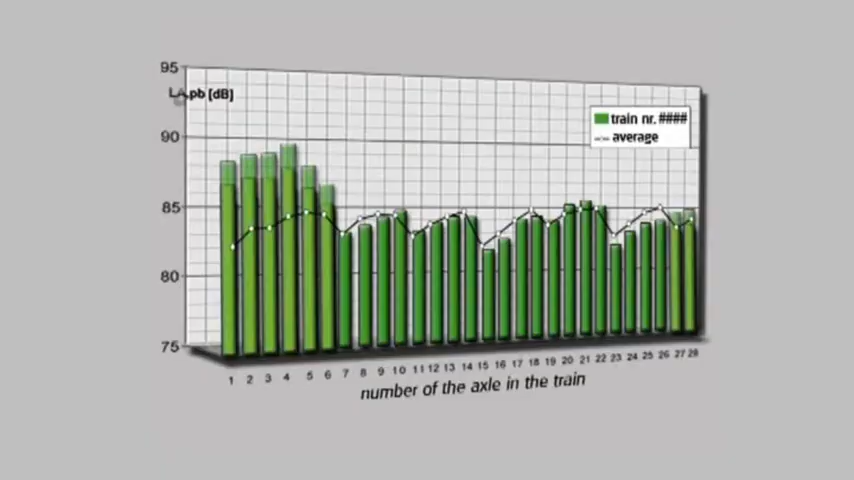 95
LA,pb [dB]
90
85
80
75
train nr. ####
average
1 2 3 4 5 6 7 8 9 10 11 12 13 14 15 16 17 18 19 20 21 22 23 24 25 26 27 28
number of the axle in the train